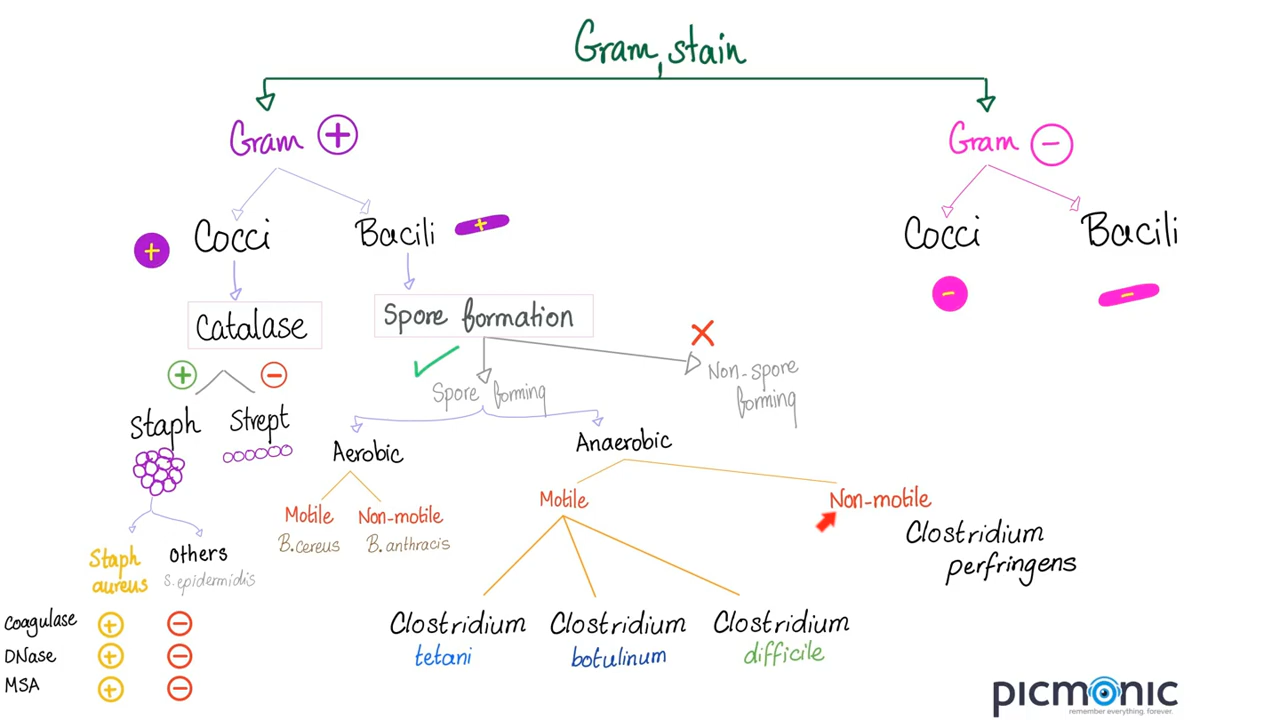 Gram stain
Gram +
Gram -
Cocci
Bacili
+
+
Cocci
Bacili
-
-
Catalase
Spore formation
+
-
Spore forming
Non-spore
forming
Staph
Strept
Aerobic
Anaerobic
Motile
Non-motile
B.cereus
B.anthracis
Motile
Non-motile
Clostridium
perfringens
Staph
aureus
Others
S.epidermidis
Clostridium
tetani
Clostridium
botulinum
Clostridium
difficile
Coagulase + -
DNase + -
MSA + -
picmonic
remember everything. forever.